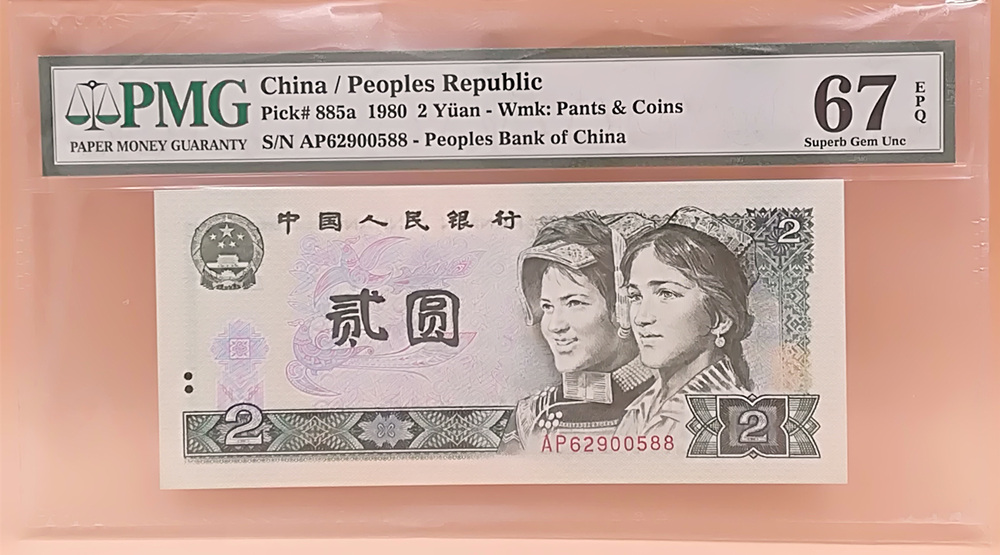 PMG
PAPER MONEY GUARANTY
China / Peoples Republic
Pick# 885a 1980 2 Yüan - Wmk: Pants & Coins
S/N AP62900588 - Peoples Bank of China
67
EPQ
Superb Gem Unc
中国人民银行
2
贰圆
2
AP62900588
2